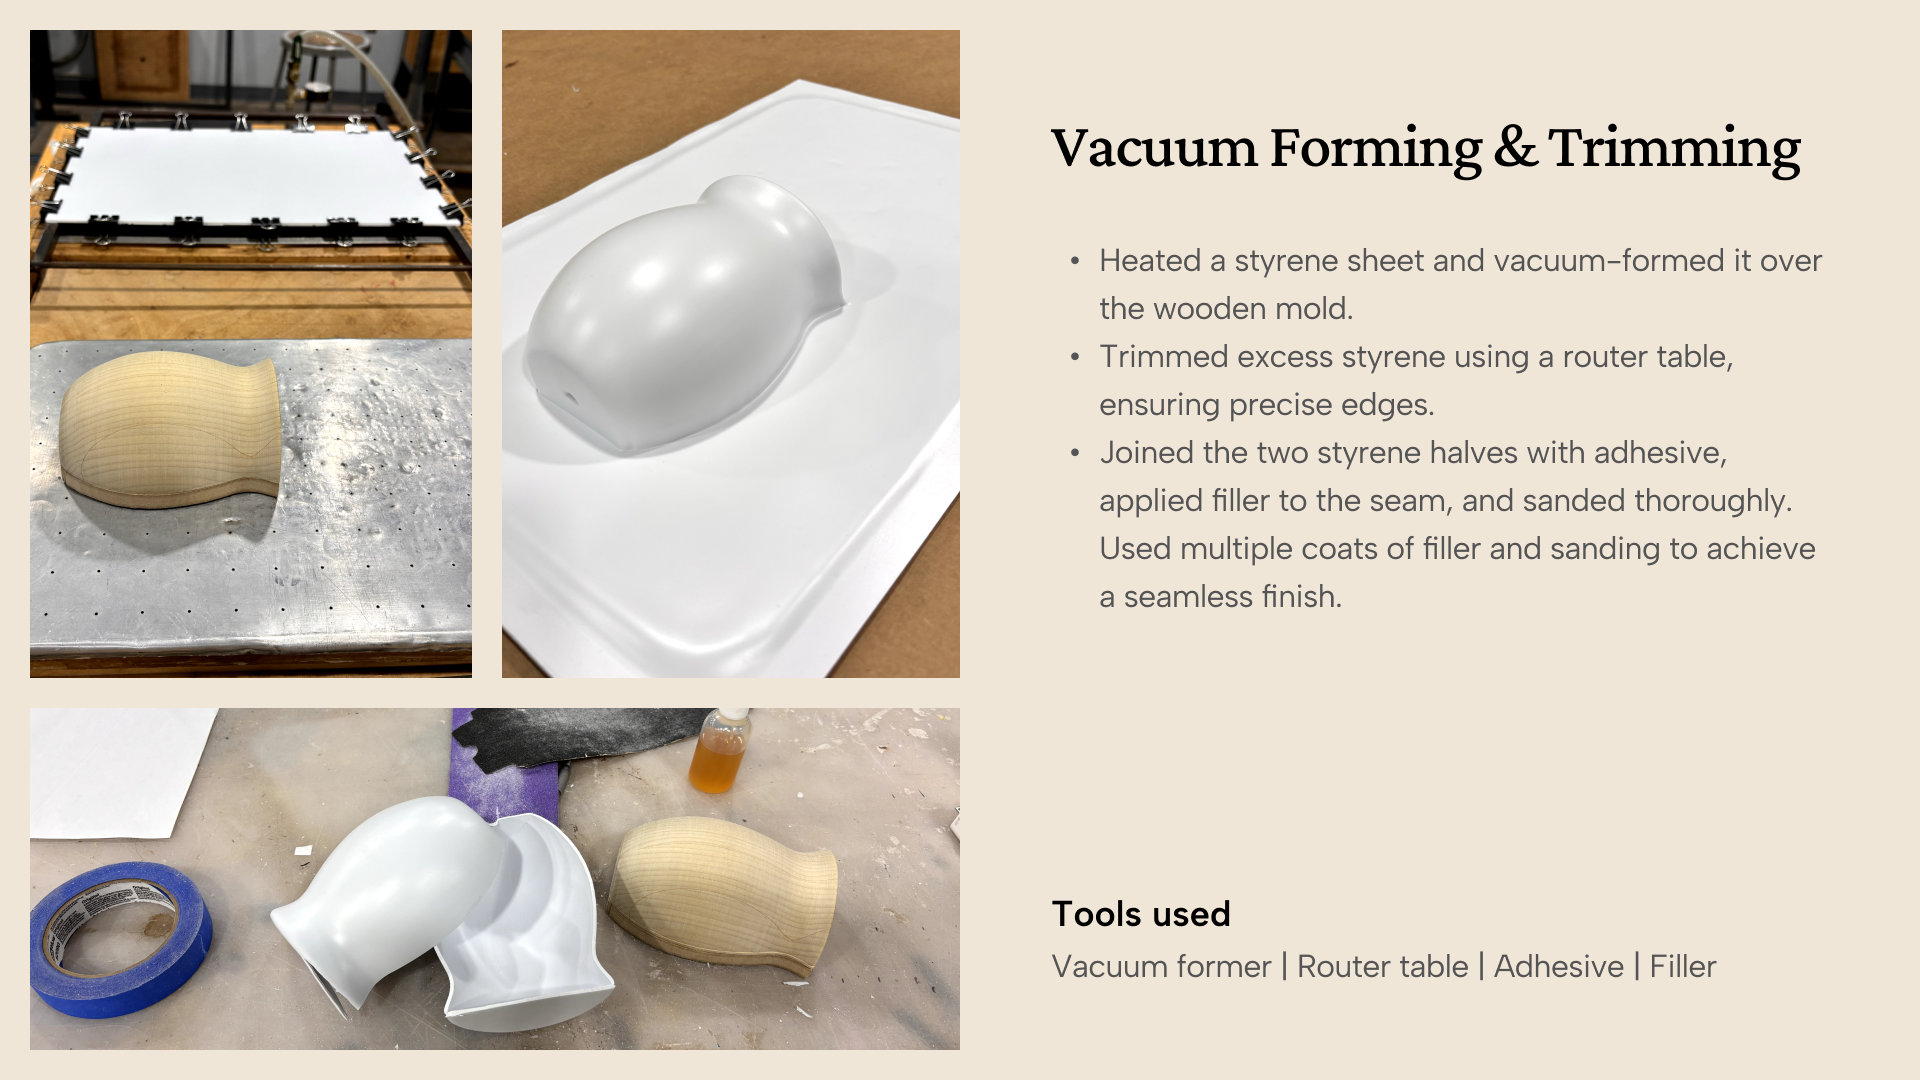 Vacuum Forming & Trimming
• Heated a styrene sheet and vacuum-formed it over
the wooden mold.
• Trimmed excess styrene using a router table,
ensuring precise edges.
• Joined the two styrene halves with adhesive,
applied filler to the seam, and sanded thoroughly.
Used multiple coats of filler and sanding to achieve
a seamless finish.
Tools used
Vacuum former | Router table | Adhesive | Filler